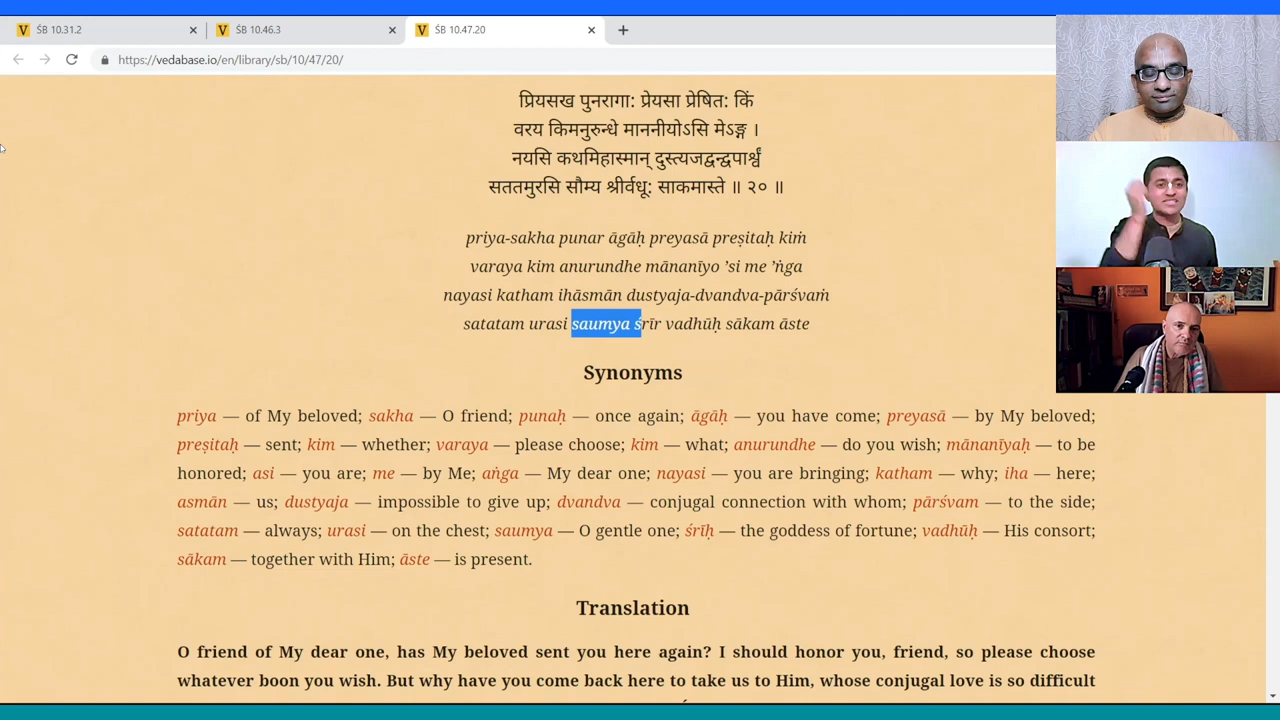 ŚB 10.31.2
ŚB 10.46.3
ŚB 10.47.20
https://vedabase.io/en/library/sb/10/47/20/
प्रियसख पुनरागा: प्रेयसा प्रेषित: किं
वरय किमनुरुन्धे माननीयोऽसि मेऽङ्ग ।
नयसि कथमिहास्मान् दुस्त्यजद्वन्द्वपार्श्वं
सततमुरसि सौम्य श्रीर्वधू: साकमास्ते ॥ २० ॥
priya-sakha punar āgāḥ preyasā preṣitaḥ kiṁ
varaya kim anurundhe mānanīyo ’si me ’ṅga
nayasi katham ihāsmān dustyaja-dvandva-pārśvaṁ
satatam urasi saumya śrīr vadhūḥ sākam āste
Synonyms
priya — of My beloved; sakha — O friend; punaḥ — once again; āgāḥ — you have come; preyasā — by My beloved;
preṣitaḥ — sent; kim — whether; varaya — please choose; kim — what; anurundhe — do you wish; mānanīyaḥ — to be
honored; asi — you are; me — by Me; aṅga — My dear one; nayasi — you are bringing; katham — why; iha — here;
asmān — us; dustyaja — impossible to give up; dvandva — conjugal connection with whom; pārśvam — to the side;
satatam — always; urasi — on the chest; saumya — O gentle one; śrīḥ — the goddess of fortune; vadhūḥ — His consort;
sākam — together with Him; āste — is present.
Translation
O friend of My dear one, has My beloved sent you here again? I should honor you, friend, so please choose
whatever boon you wish. But why have you come back here to take us to Him, whose conjugal love is so difficult